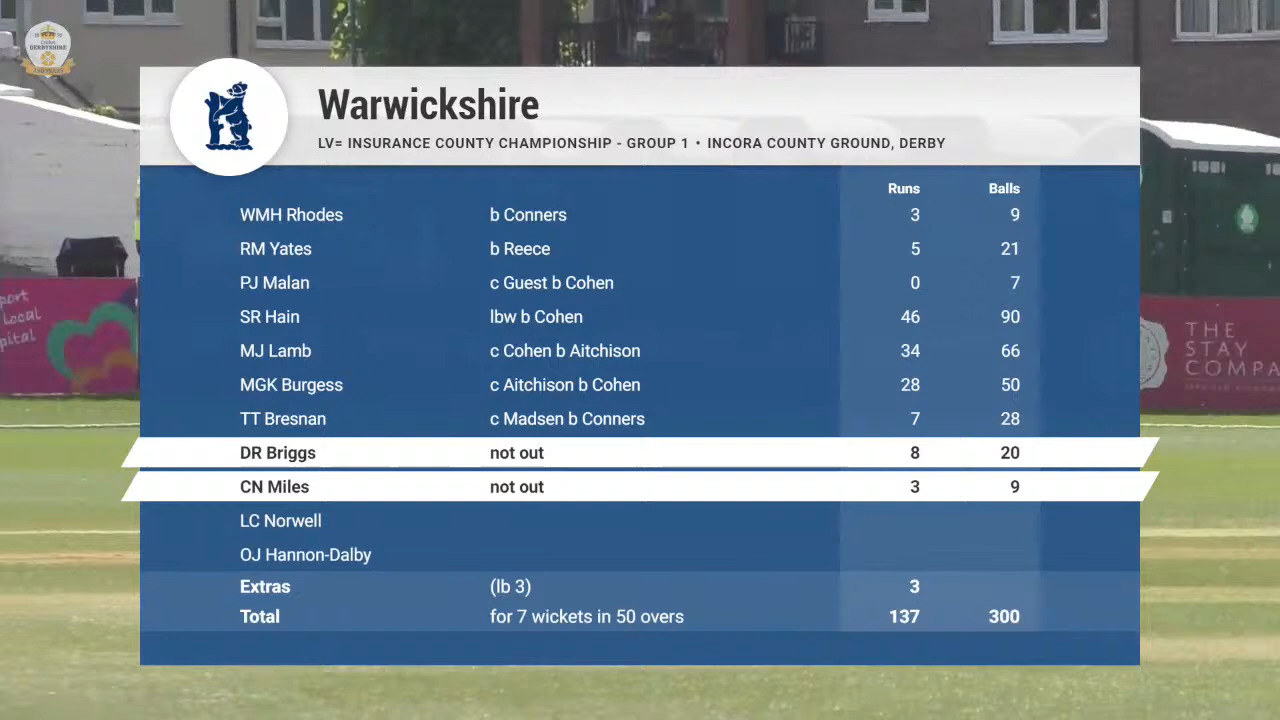 DERBYSHIRE
Warwickshire
LV= INSURANCE COUNTY CHAMPIONSHIP - GROUP 1 • INCORA COUNTY GROUND, DERBY
Runs Balls
WMH Rhodes b Conners 3 9
RM Yates b Reece 5 21
PJ Malan c Guest b Cohen 0 7
SR Hain lbw b Cohen 46 90
MJ Lamb c Cohen b Aitchison 34 66
MGK Burgess c Aitchison b Cohen 28 50
TT Bresnan c Madsen b Conners 7 28
DR Briggs not out 8 20
CN Miles not out 3 9
LC Norwell
OJ Hannon-Dalby
Extras (lb 3) 3
Total for 7 wickets in 50 overs 137 300
port
Local
pital
THE
STAY
COMPA